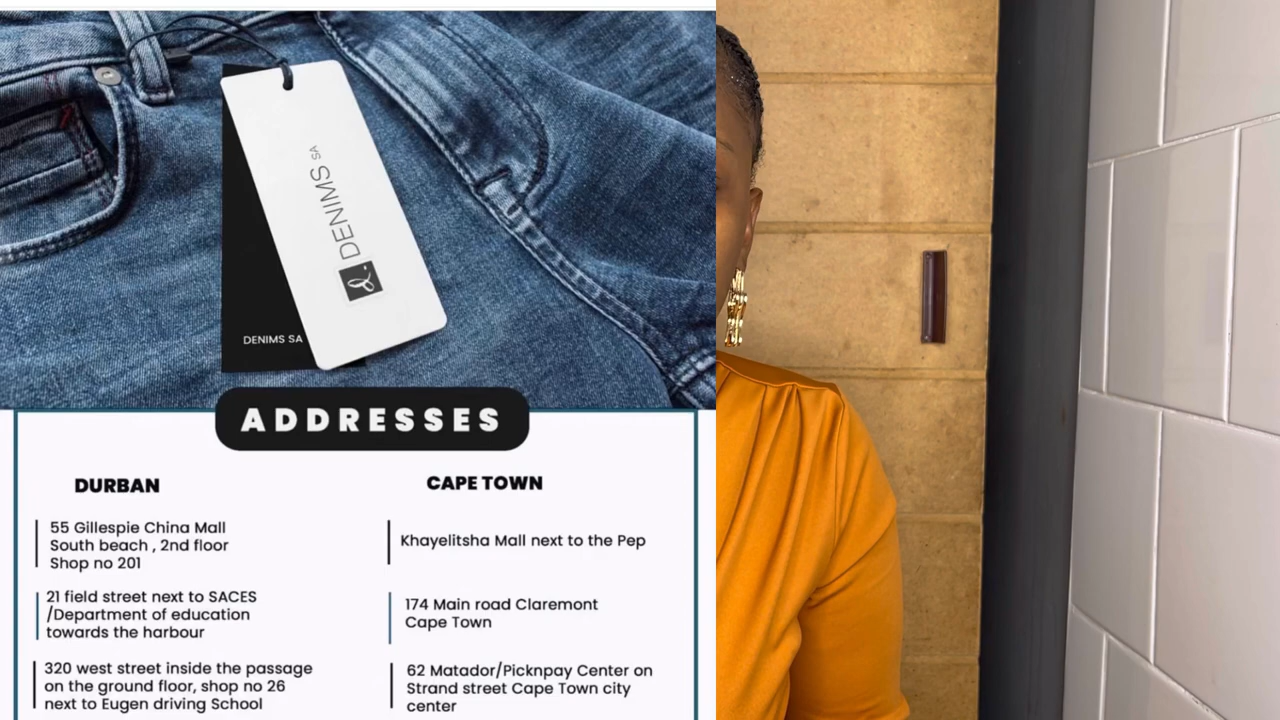 DENIMS SA
DENIMS SA
ADDRESSES
DURBAN
55 Gillespie China Mall
South beach , 2nd floor
Shop no 201
21 field street next to SACES
/Department of education
towards the harbour
320 west street inside the passage
on the ground floor, shop no 26
next to Eugen driving School
CAPE TOWN
Khayelitsha Mall next to the Pep
174 Main road Claremont
Cape Town
62 Matador/Picknpay Center on
Strand street Cape Town city
center